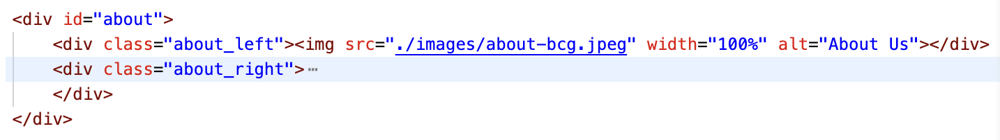 <div id="about">
    <div class="about_left"><img src="./images/about-bcg.jpeg" width="100%" alt="About Us"></div>
    <div class="about_right">⋯
    </div>
</div>